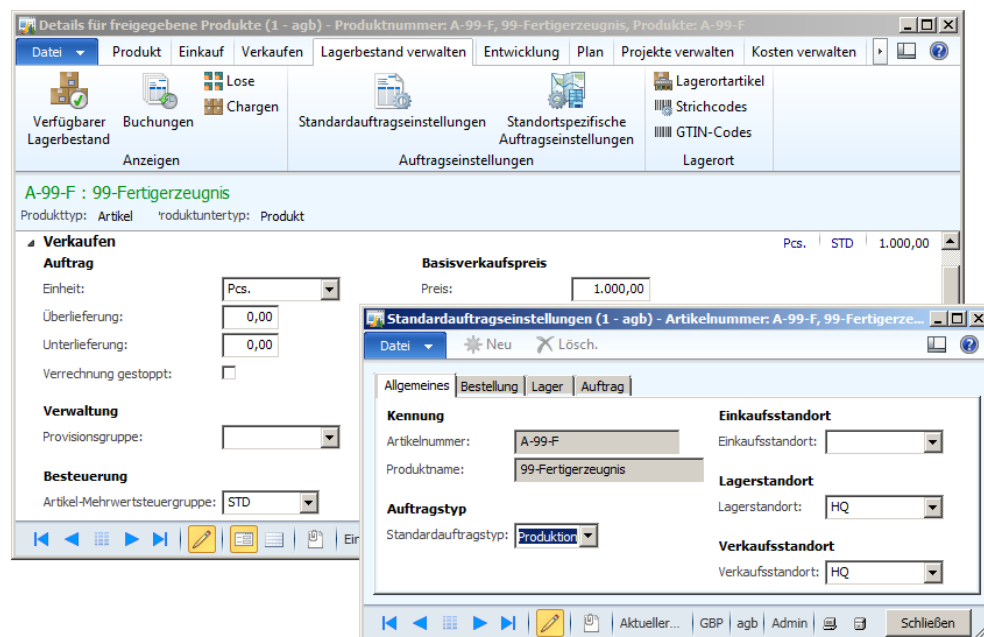 Details für freigegebene Produkte (1 - agb) - Produktnummer: A-99-F, 99-Fertigerzeugnis, Produkte: A-99-F
Datei Produkt Einkauf Verkaufen Lagerbestand verwalten Entwicklung Plan Projekte verwalten Kosten verwalten
Verfügbarer Lagerbestand
Buchungen
Lose
Chargen
Anzeigen
Standardauftragseinstellungen
Standortspezifische Auftragseinstellungen
Auftragseinstellungen
Lagerortartikel
Strichcodes
GTIN-Codes
Lagerort
A-99-F : 99-Fertigerzeugnis
Produkttyp: Artikel roduktuntertyp: Produkt
Verkaufen Pcs. STD 1.000,00
Auftrag
Einheit: Pcs.
Überlieferung: 0,00
Unterlieferung: 0,00
Verrechnung gestoppt:
Verwaltung
Provisionsgruppe:
Besteuerung
Artikel-Mehrwertsteuergruppe: STD
Basisverkaufspreis
Preis: 1.000,00
Ein
Standardauftragseinstellungen (1 - agb) - Artikelnummer: A-99-F, 99-Fertigerze...
Datei Neu Lösch.
Allgemeines Bestellung Lager Auftrag
Kennung
Artikelnummer: A-99-F
Produktname: 99-Fertigerzeugnis
Auftragstyp
Standardauftragstyp: Produktion
Einkaufsstandort
Einkaufsstandort:
Lagerstandort
Lagerstandort: HQ
Verkaufsstandort
Verkaufsstandort: HQ
Aktueller... GBP agb Admin Schließen